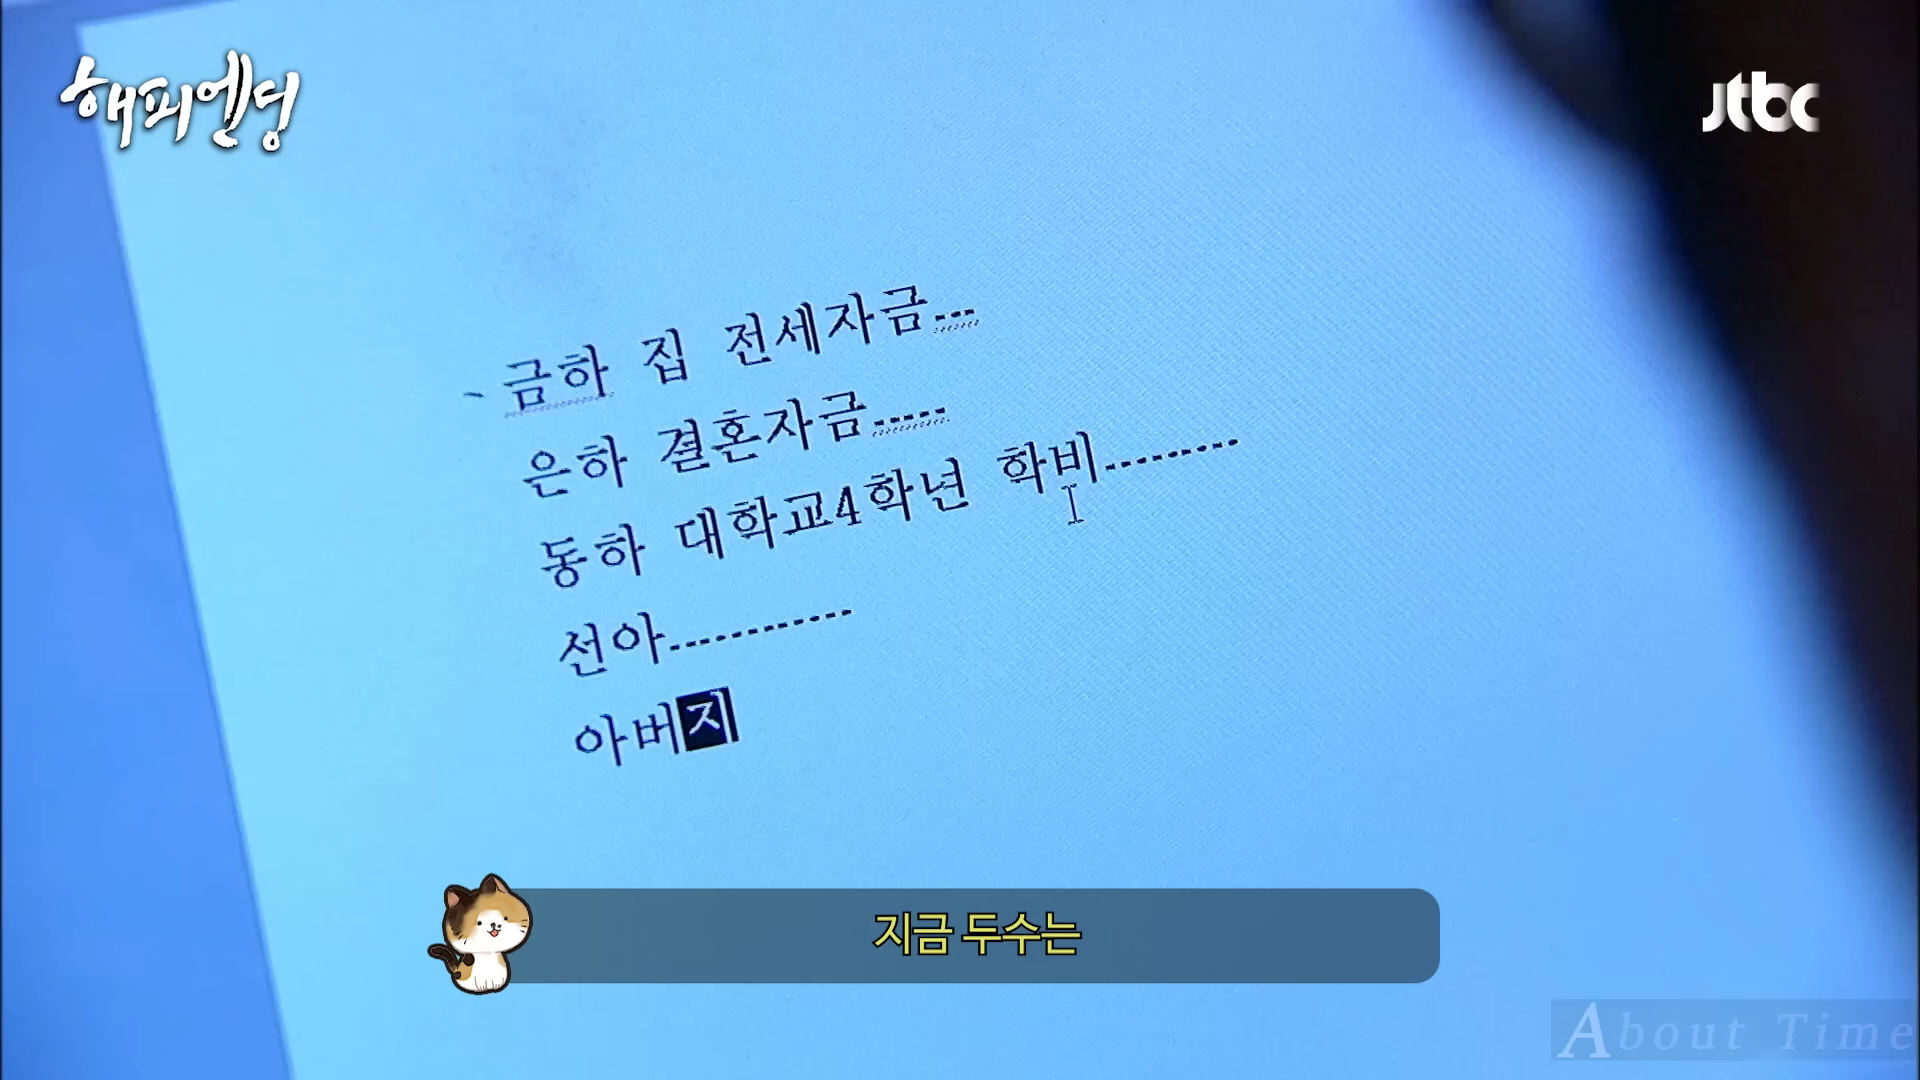 해피엔딩
jtbc
금하 집 전세자금...
은하 결혼자금.....
동하 대학교4학년 학비.........
선아............
아버지
지금 두수는
About Time